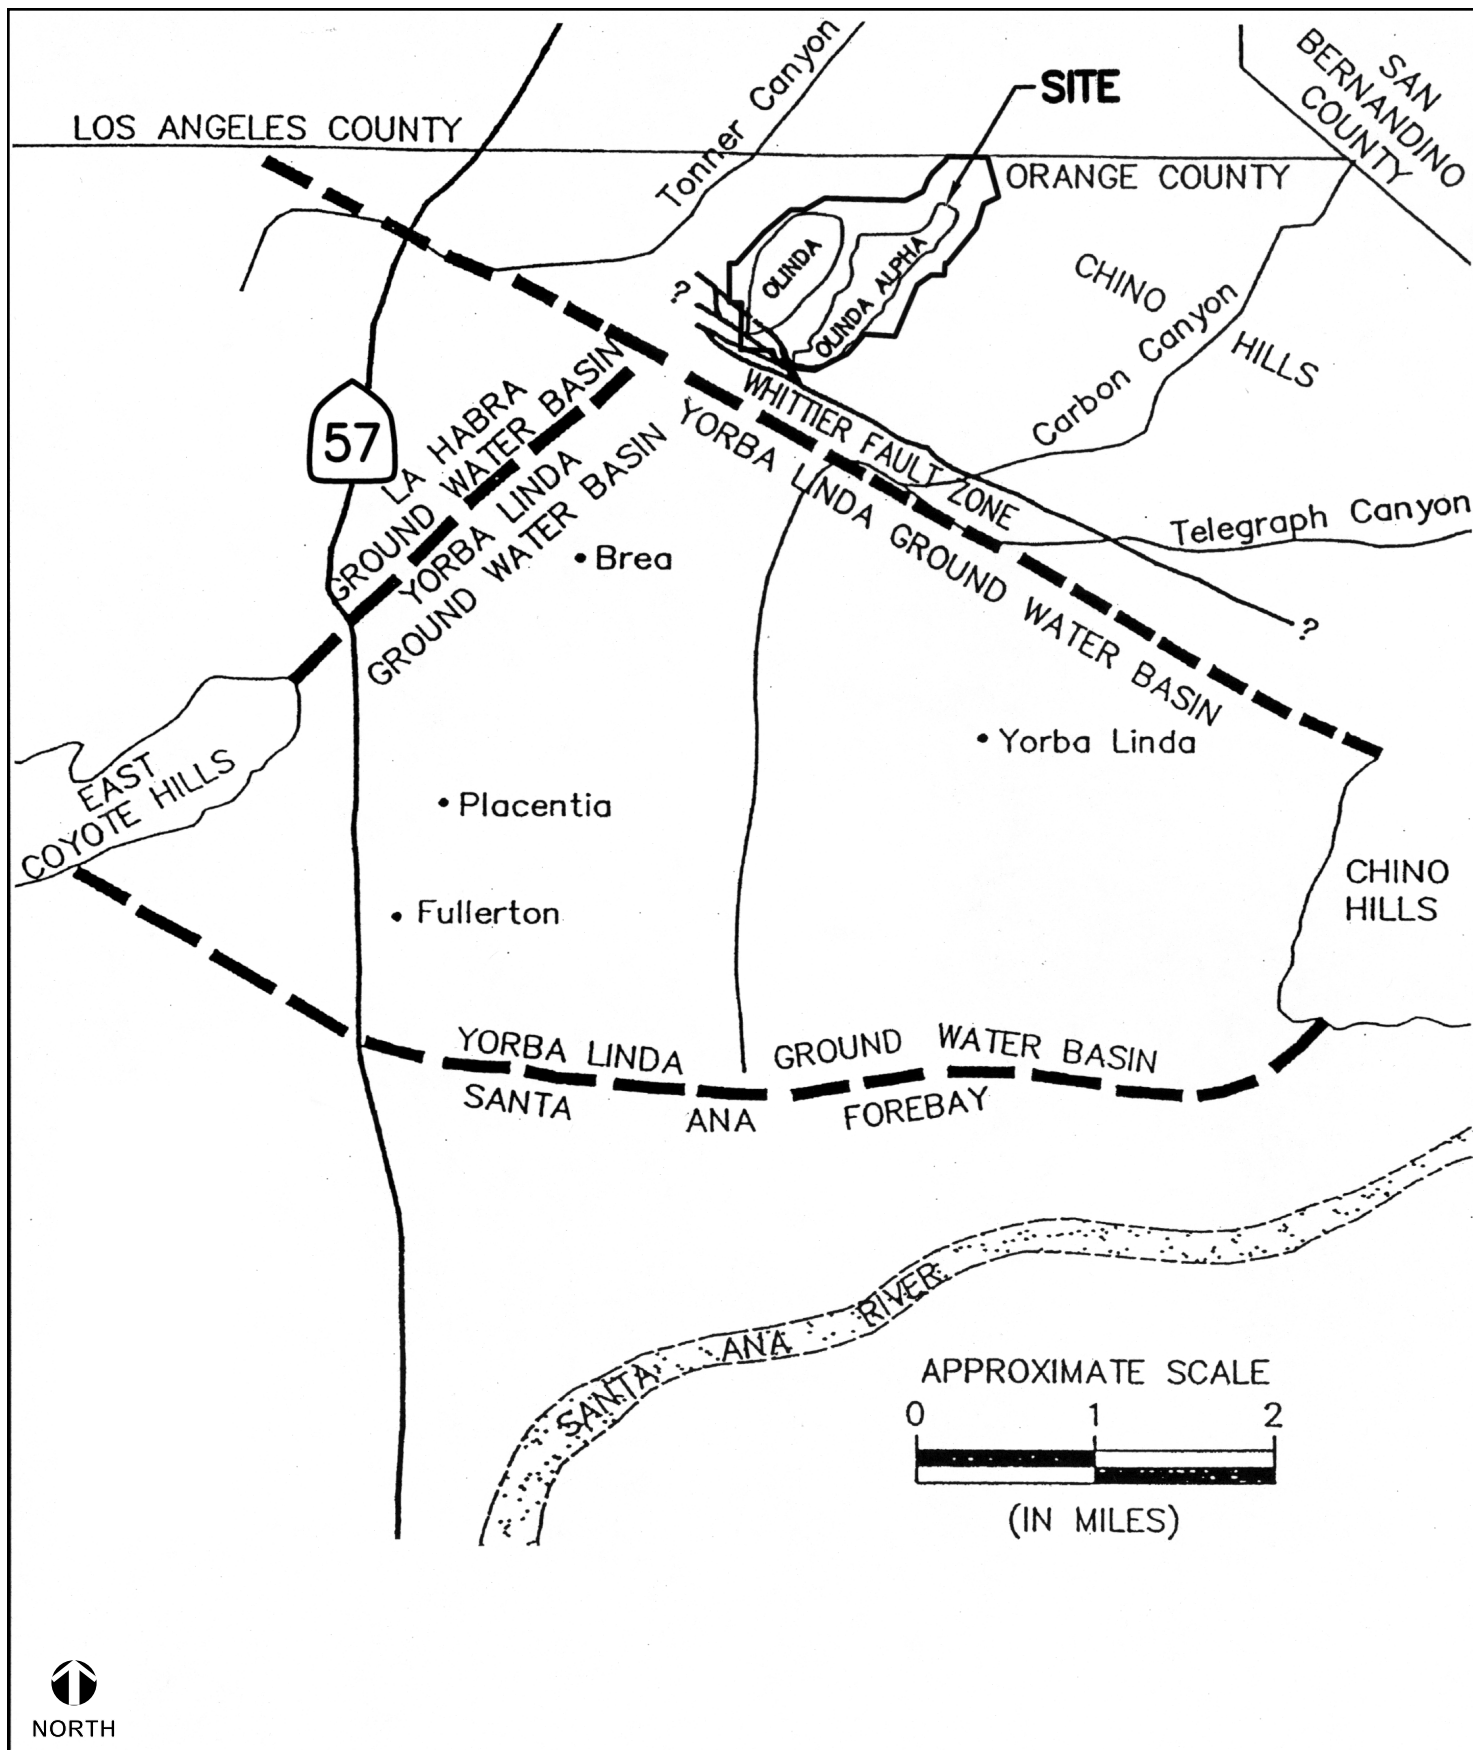 LOS ANGELES COUNTY
Tonner Canyon
SITE
SAN
BERNANDINO
COUNTY
ORANGE COUNTY
OLINDA
OLINDA ALPHA
CHINO
HILLS
?
Carbon Canyon
57
LA HABRA
GROUND WATER BASIN
YORBA LINDA
GROUND WATER BASIN
WHITTIER FAULT ZONE
YORBA LINDA GROUND WATER BASIN
Telegraph Canyon
Brea
?
Yorba Linda
EAST
COYOTE HILLS
Placentia
Fullerton
CHINO
HILLS
YORBA LINDA GROUND WATER BASIN
SANTA ANA FOREBAY
SANTA ANA RIVER
APPROXIMATE SCALE
0 1 2
(IN MILES)
NORTH